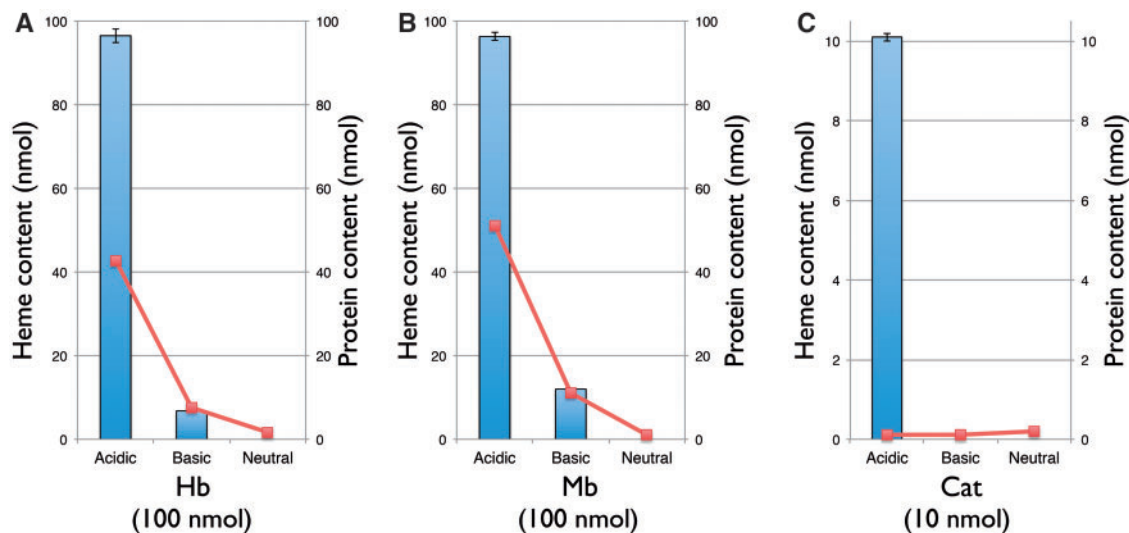 A
Heme content (nmol)
100
80
60
40
20
0
Protein content (nmol)
100
80
60
40
20
0
Acidic Basic Neutral
Hb
(100 nmol)
B
Heme content (nmol)
100
80
60
40
20
0
Protein content (nmol)
100
80
60
40
20
0
Acidic Basic Neutral
Mb
(100 nmol)
C
Heme content (nmol)
10
8
6
4
2
0
Protein content (nmol)
10
8
6
4
2
0
Acidic Basic Neutral
Cat
(10 nmol)